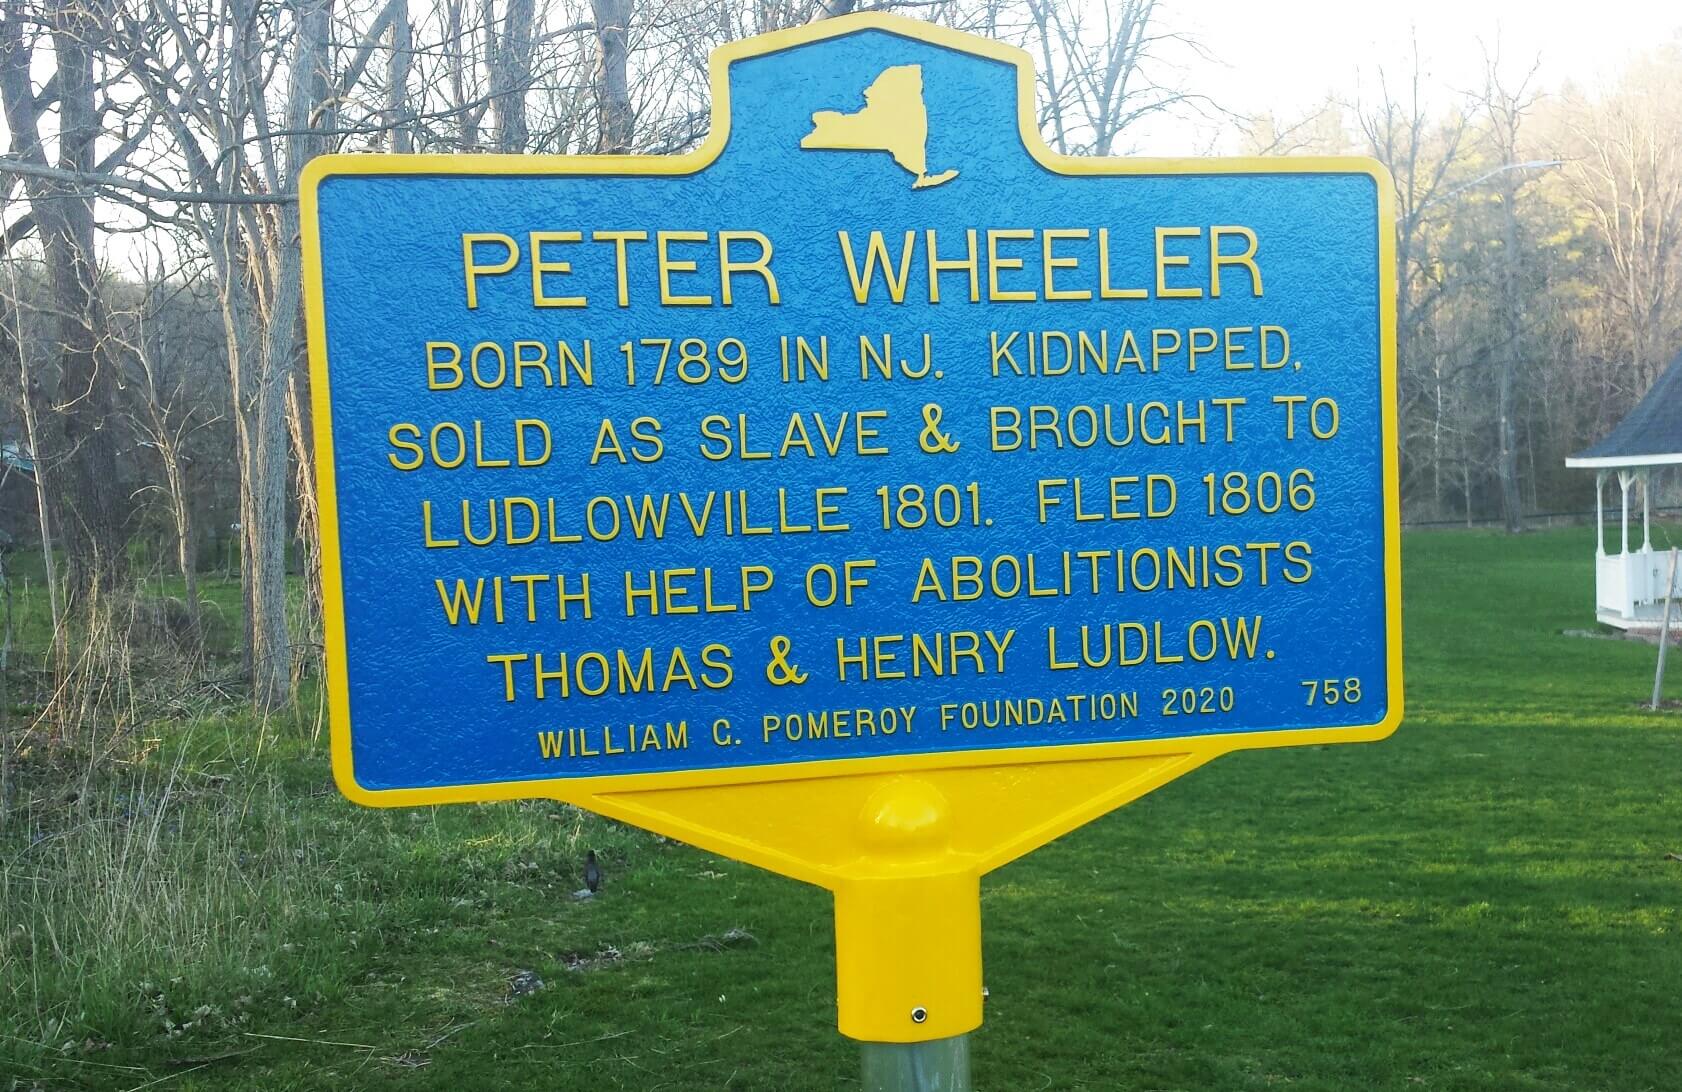 PETER WHEELER
BORN 1789 IN NJ. KIDNAPPED,
SOLD AS SLAVE & BROUGHT TO
LUDLOWVILLE 1801. FLED 1806
WITH HELP OF ABOLITIONISTS
THOMAS & HENRY LUDLOW.
WILLIAM G. POMEROY FOUNDATION 2020 758